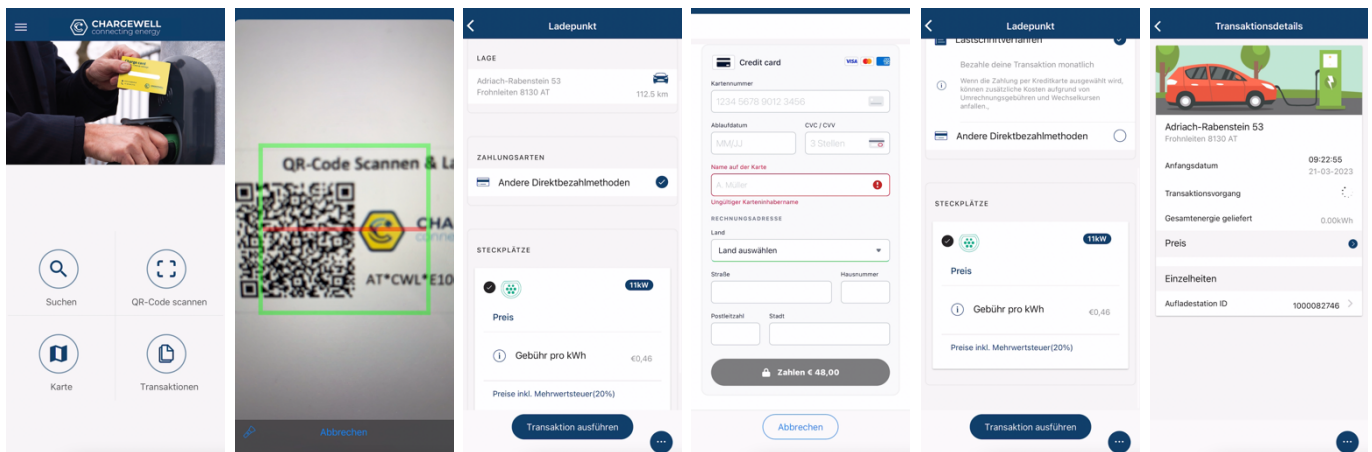 CHARGEWELL
connecting energy
Suchen
QR-Code scannen
Karte
Transaktionen
QR-Code Scannen & La
CHA
conne
AT*CWL*E10
Abbrechen
Ladepunkt
LAGE
Adriach-Rabenstein 53
Frohnleiten 8130 AT
112.5 km
ZAHLUNGSARTEN
Andere Direktbezahlmethoden
STECKPLÄTZE
11kW
Preis
Gebühr pro kWh
€0,46
Preise inkl. Mehrwertsteuer(20%)
Transaktion ausführen
Credit card
VISA
Kartennummer
1234 5678 9012 3456
Ablaufdatum
CVC / CVV
MM/JJ
3 Stellen
Name auf der Karte
A. Müller
Ungültiger Karteninhabername
RECHNUNGSADRESSE
Land
Land auswählen
Straße
Hausnummer
Postleitzahl
Stadt
Zahlen € 48,00
Abbrechen
Ladepunkt
Lastschriftverfahren
Bezahle deine Transaktion monatlich
Wenn die Zahlung per Kreditkarte ausgewählt wird,
können zusätzliche Kosten aufgrund von
Umrechnungsgebühren und Wechselkursen
anfallen.,
Andere Direktbezahlmethoden
STECKPLÄTZE
11kW
Preis
Gebühr pro kWh
€0,46
Preise inkl. Mehrwertsteuer(20%)
Transaktion ausführen
Transaktionsdetails
Adriach-Rabenstein 53
Frohnleiten 8130 AT
Anfangsdatum
09:22:55
21-03-2023
Transaktionsvorgang
Gesamtenergie geliefert
0.00kWh
Preis
Einzelheiten
Aufladestation ID
1000082746